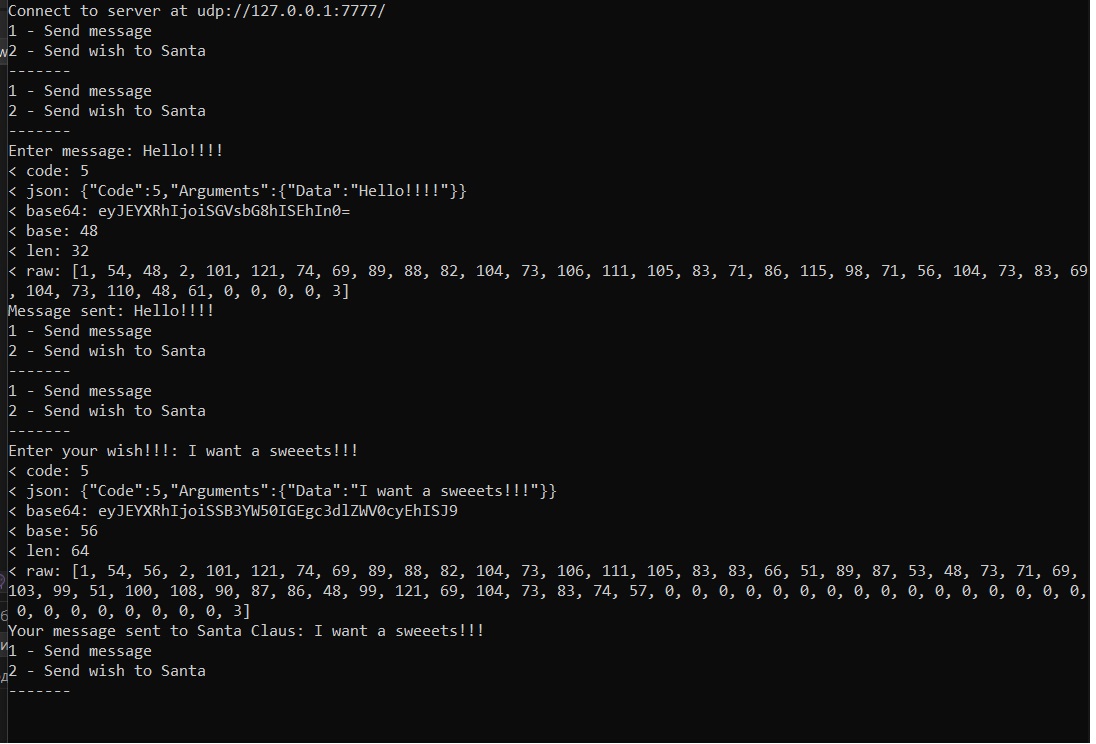 Connect to server at udp://127.0.0.1:7777/
1 - Send message
2 - Send wish to Santa
-------
1 - Send message
2 - Send wish to Santa
-------
Enter message: Hello!!!!
< code: 5
< json: {"Code":5,"Arguments":{"Data":"Hello!!!!"}}
< base64: eyJEYXRhIjoiSGVsbG8hISEhIn0=
< base: 48
< len: 32
< raw: [1, 54, 48, 2, 101, 121, 74, 69, 89, 88, 82, 104, 73, 106, 111, 105, 83, 71, 86, 115, 98, 71, 56, 104, 73, 83, 69
, 104, 73, 110, 48, 61, 0, 0, 0, 0, 3]
Message sent: Hello!!!!
1 - Send message
2 - Send wish to Santa
-------
1 - Send message
2 - Send wish to Santa
-------
Enter your wish!!!: I want a sweeets!!!
< code: 5
< json: {"Code":5,"Arguments":{"Data":"I want a sweeets!!!"}}
< base64: eyJEYXRhIjoiSSB3YW50IGEgc3dlZWV0cyEhISJ9
< base: 56
< len: 64
< raw: [1, 54, 56, 2, 101, 121, 74, 69, 89, 88, 82, 104, 73, 106, 111, 105, 83, 83, 66, 51, 89, 87, 53, 48, 73, 71, 69,
103, 99, 51, 100, 108, 90, 87, 86, 48, 99, 121, 69, 104, 73, 83, 74, 57, 0, 0, 0, 0, 0, 0, 0, 0, 0, 0, 0, 0, 0, 0, 0, 0,
0, 0, 0, 0, 0, 0, 0, 0, 3]
Your message sent to Santa Claus: I want a sweeets!!!
1 - Send message
2 - Send wish to Santa
-------